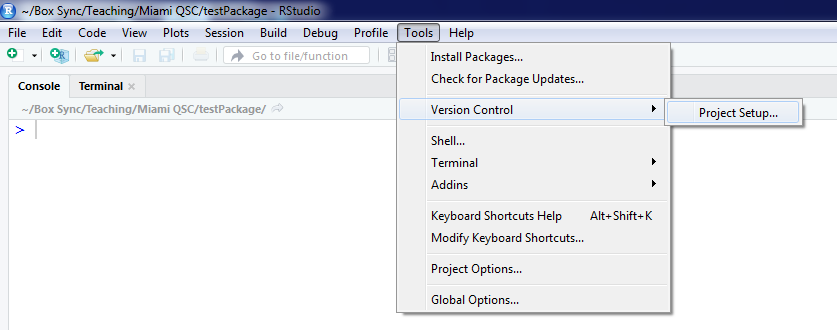 R ~/Box Sync/Teaching/Miami QSC/testPackage - RStudio
File Edit Code View Plots Session Build Debug Profile Tools Help
Go to file/function
Console Terminal ×
~/Box Sync/Teaching/Miami QSC/testPackage/
>
Install Packages...
Check for Package Updates...
Version Control
Project Setup...
Shell...
Terminal
Addins
Keyboard Shortcuts Help Alt+Shift+K
Modify Keyboard Shortcuts...
Project Options...
Global Options...